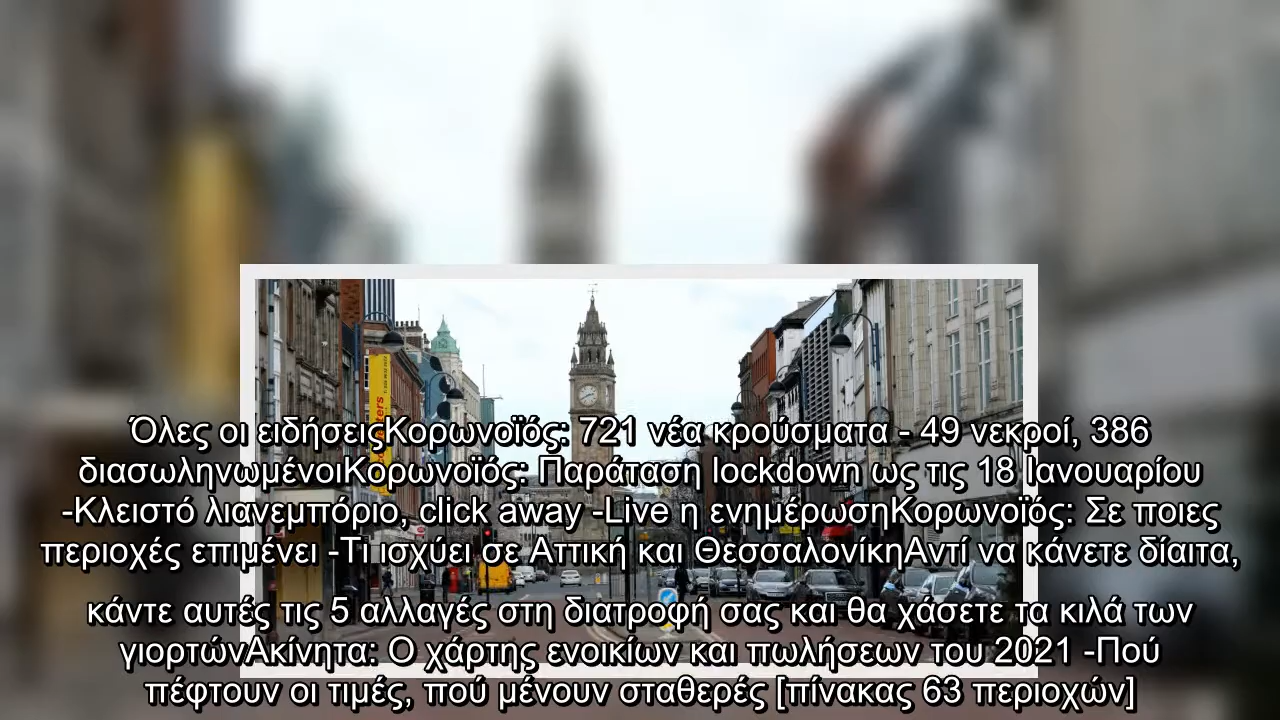 Όλες οι ειδήσειςΚορωνοϊός: 721 νέα κρούσματα - 49 νεκροί, 386
διασωληνωμένοιΚορωνοϊός: Παράταση lockdown ως τις 18 Ιανουαρίου
-Κλειστό λιανεμπόριο, click away -Live η ενημέρωσηΚορωνοϊός: Σε ποιες
περιοχές επιμένει -Τι ισχύει σε Αττική και ΘεσσαλονίκηΑντί να κάνετε δίαιτα,
κάντε αυτές τις 5 αλλαγές στη διατροφή σας και θα χάσετε τα κιλά των
γιορτώνΑκίνητα: Ο χάρτης ενοικίων και πωλήσεων του 2021 -Πού
πέφτουν οι τιμές, πού μένουν σταθερές [πίνακας 63 περιοχών]